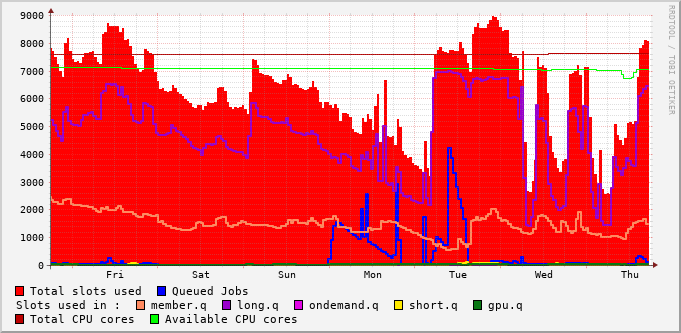 9000
8000
7000
6000
5000
4000
3000
2000
1000
0
Fri Sat Sun Mon Tue Wed Thu
RRDTOOL / TOBI OETIKER
Total slots used Queued Jobs
Slots used in : member.q long.q ondemand.q short.q gpu.q
Total CPU cores Available CPU cores